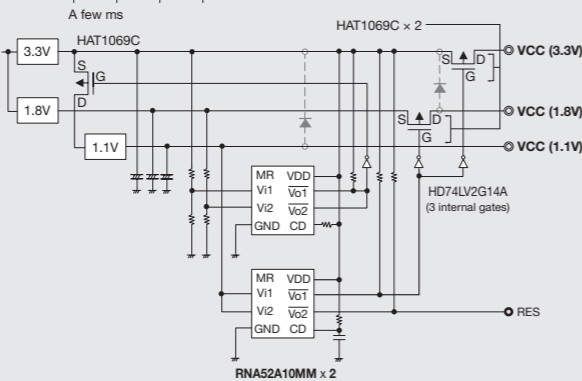 A few ms
HAT1069C
HAT1069C × 2
3.3V
S
G
D
S
D
G
VCC (3.3V)
1.8V
S
D
G
VCC (1.8V)
1.1V
VCC (1.1V)
MR VDD
Vi1 Vo1
Vi2 Vo2
GND CD
HD74LV2G14A
(3 internal gates)
MR VDD
Vi1 Vo1
Vi2 Vo2
GND CD
RES
RNA52A10MM x 2